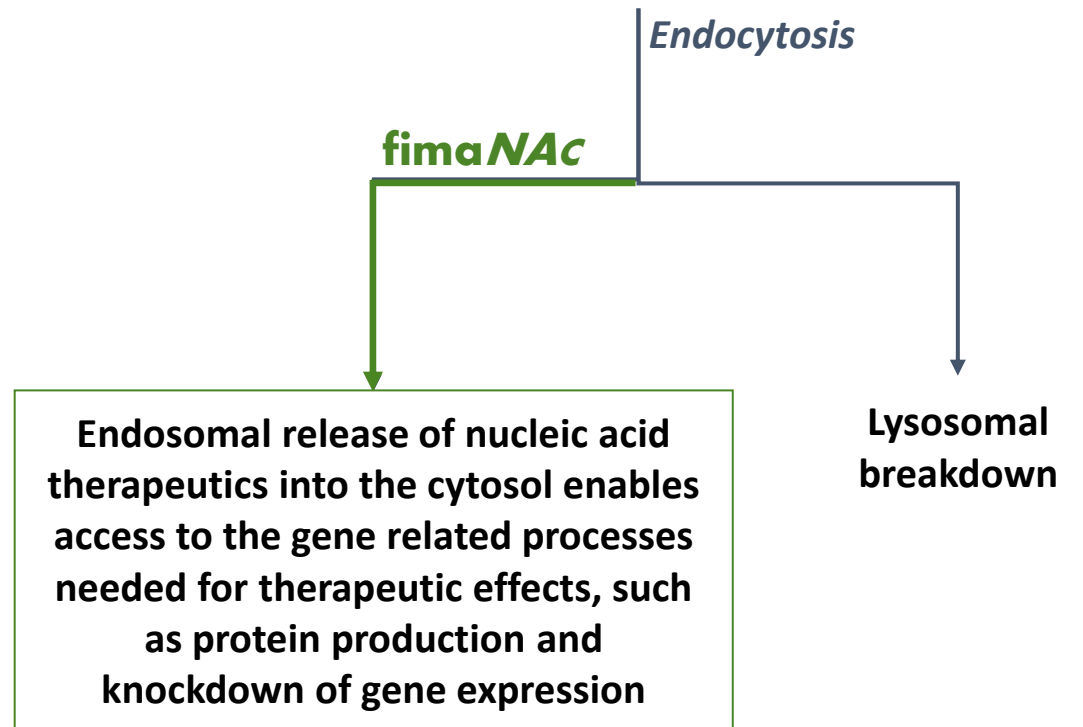 Endocytosis
fimaNAc
Endosomal release of nucleic acid
therapeutics into the cytosol enables
access to the gene related processes
needed for therapeutic effects, such
as protein production and
knockdown of gene expression
Lysosomal
breakdown